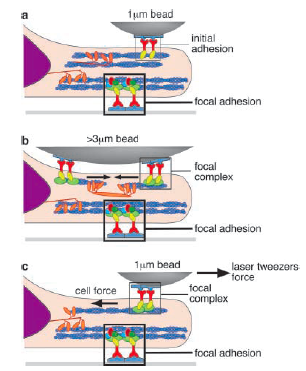 a
1μm bead
initial
adhesion
focal adhesion
b
>3μm bead
focal
complex
focal adhesion
c
1μm bead
laser tweezers
force
cell force
focal
complex
focal adhesion